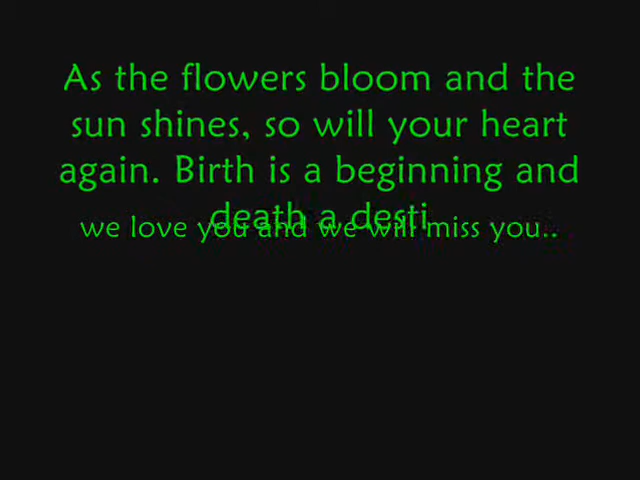 As the flowers bloom and the
sun shines, so will your heart
again. Birth is a beginning and
death a desti
we love you and we will miss you..